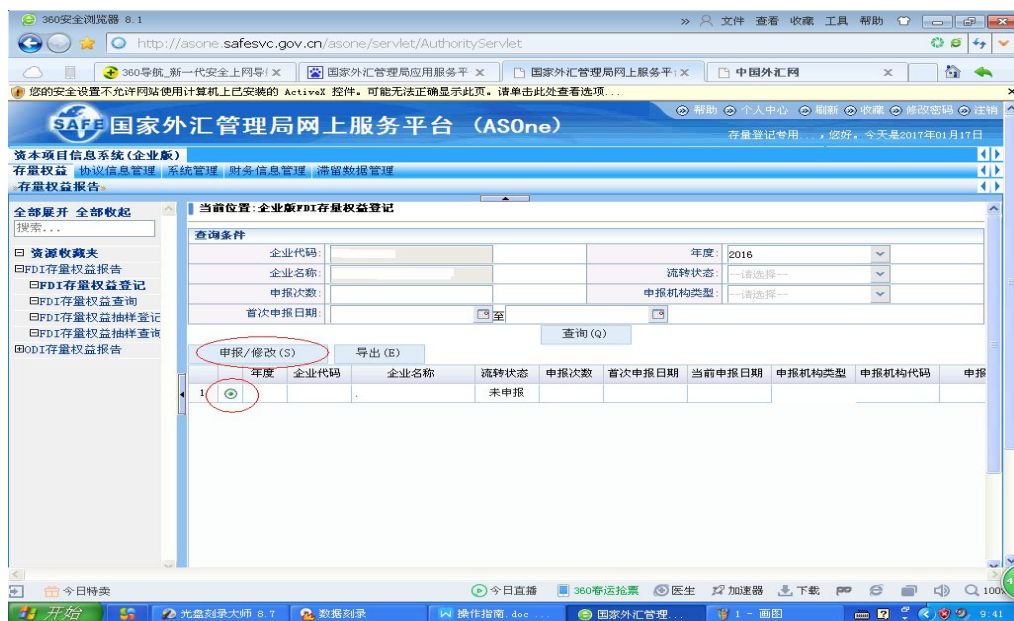 360安全浏览器 8.1
» 文件 查看 收藏 工具 帮助
http://asone.safesvc.gov.cn/asone/servlet/AuthorityServlet
360导航_新一代安全上网导 × 国家外汇管理局应用服务平 × 国家外汇管理局网上服务平 × 中国外汇网 ×
您的安全设置不允许网站使用计算机上已安装的 ActiveX 控件。可能无法正确显示此页。请单击此处查看选项...
帮助 个人中心 刷新 收藏 修改密码 注销
SAFE 国家外汇管理局网上服务平台 (ASOne)
存量登记专用...,您好。今天是2017年01月17日
资本项目信息系统(企业版)
存量权益 协议信息管理 系统管理 财务信息管理 滞留数据管理
存量权益报告
全部展开 全部收起
搜索...
资源收藏夹
FDI存量权益报告
FDI存量权益登记
FDI存量权益查询
FDI存量权益抽样登记
FDI存量权益抽样查询
ODI存量权益报告
当前位置:企业版FDI存量权益登记
查询条件
企业代码: 年度: 2016
企业名称: 流转状态: --请选择--
申报次数: 申报机构类型: --请选择--
首次申报日期: 至
查询(Q)
申报/修改(S) 导出(E)
年度 企业代码 企业名称 流转状态 申报次数 首次申报日期 当前申报日期 申报机构类型 申报机构代码 申报
1 未申报
今日特卖 今日直播 360春运抢票 医生 加速器 下载 100
开始 光盘刻录大师 8.7 数据刻录 操作指南.doc ... 国家外汇管理... 1 - 画图 9:41